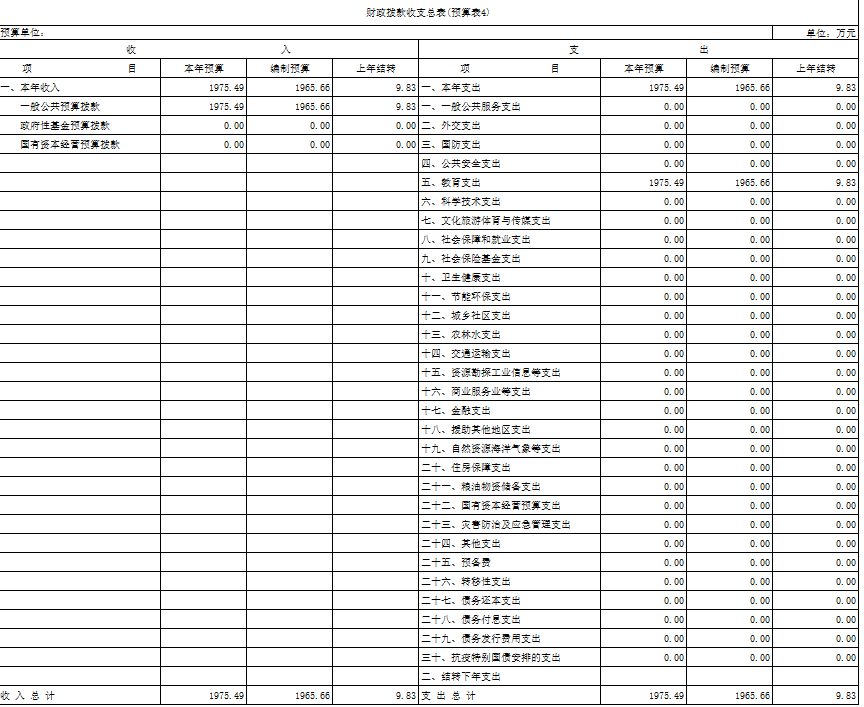 财政拨款收支总表(预算表4)
预算单位: 单位: 万元
收 入 支 出
项 目 本年预算 编制预算 上年结转 项 目 本年预算 编制预算 上年结转
一、本年收入 1975.49 1965.66 9.83 一、本年支出 1975.49 1965.66 9.83
一般公共预算拨款 1975.49 1965.66 9.83 一、一般公共服务支出 0.00 0.00 0.00
政府性基金预算拨款 0.00 0.00 0.00 二、外交支出 0.00 0.00 0.00
国有资本经营预算拨款 0.00 0.00 0.00 三、国防支出 0.00 0.00 0.00
四、公共安全支出 0.00 0.00 0.00
五、教育支出 1975.49 1965.66 9.83
六、科学技术支出 0.00 0.00 0.00
七、文化旅游体育与传媒支出 0.00 0.00 0.00
八、社会保障和就业支出 0.00 0.00 0.00
九、社会保险基金支出 0.00 0.00 0.00
十、卫生健康支出 0.00 0.00 0.00
十一、节能环保支出 0.00 0.00 0.00
十二、城乡社区支出 0.00 0.00 0.00
十三、农林水支出 0.00 0.00 0.00
十四、交通运输支出 0.00 0.00 0.00
十五、资源勘探工业信息等支出 0.00 0.00 0.00
十六、商业服务业等支出 0.00 0.00 0.00
十七、金融支出 0.00 0.00 0.00
十八、援助其他地区支出 0.00 0.00 0.00
十九、自然资源海洋气象等支出 0.00 0.00 0.00
二十、住房保障支出 0.00 0.00 0.00
二十一、粮油物资储备支出 0.00 0.00 0.00
二十二、国有资本经营预算支出 0.00 0.00 0.00
二十三、灾害防治及应急管理支出 0.00 0.00 0.00
二十四、其他支出 0.00 0.00 0.00
二十五、预备费 0.00 0.00 0.00
二十六、转移性支出 0.00 0.00 0.00
二十七、债务还本支出 0.00 0.00 0.00
二十八、债务付息支出 0.00 0.00 0.00
二十九、债务发行费用支出 0.00 0.00 0.00
三十、抗疫特别国债安排的支出 0.00 0.00 0.00
二、结转下年支出
收 入 总 计 1975.49 1965.66 9.83 支 出 总 计 1975.49 1965.66 9.83